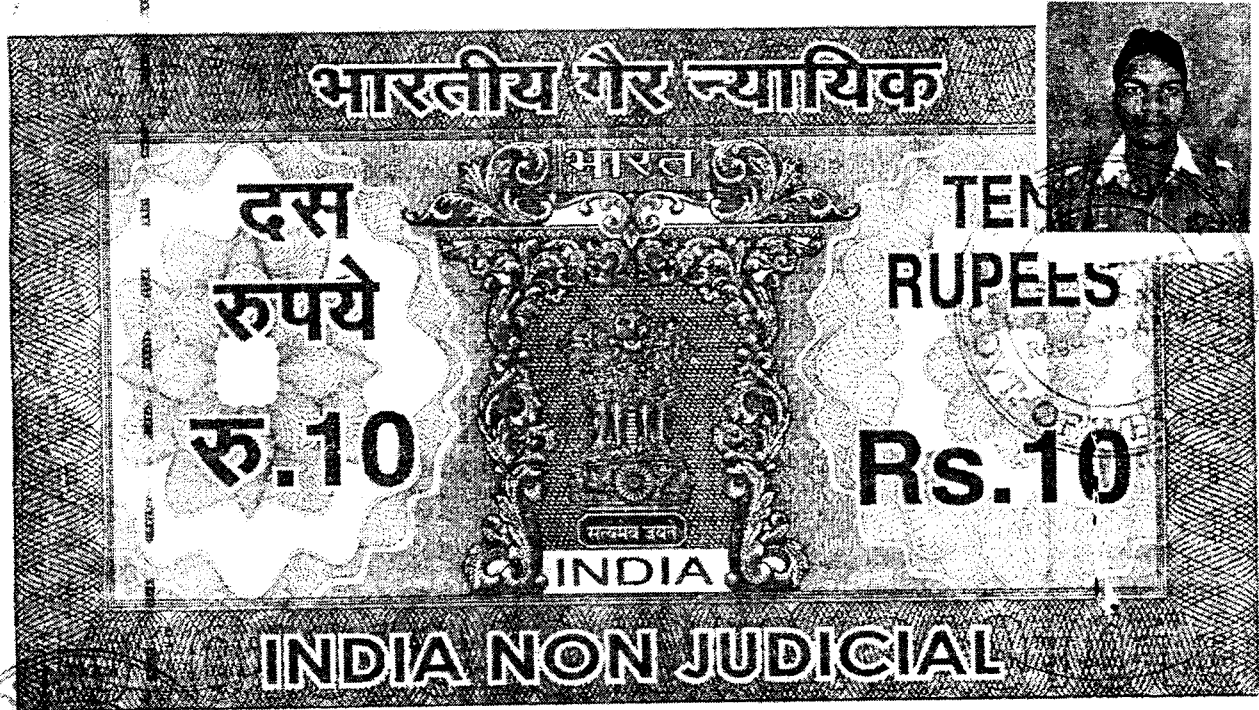 भारतीय गैर न्यायिक
भारत
दस
रुपये
रु.10
TEN
RUPEES
Rs.10
सत्यमेव जयते
INDIA
INDIA NON JUDICIAL